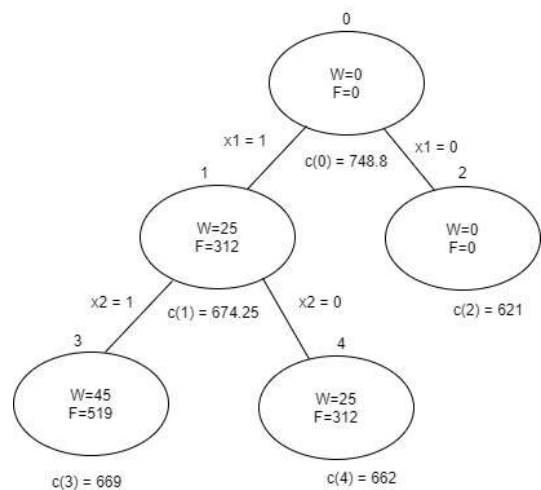 0
W=0
F=0
x1 = 1
c(0) = 748.8
x1 = 0
1
2
W=25
F=312
W=0
F=0
x2 = 1
c(1) = 674.25
x2 = 0
c(2) = 621
3
4
W=45
F=519
W=25
F=312
c(3) = 669
c(4) = 662